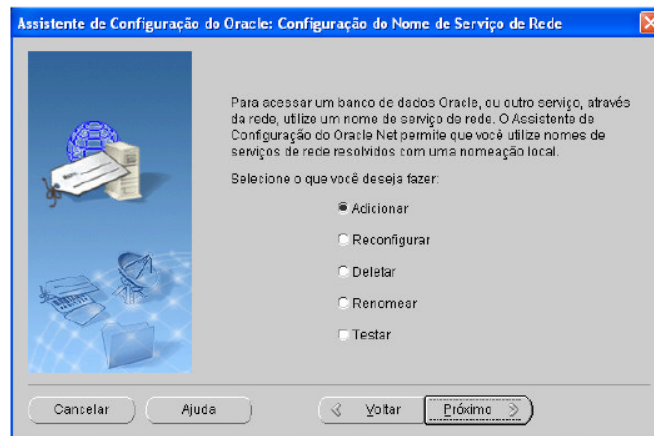 Assistente de Configuração do Oracle: Configuração do Nome de Serviço de Rede
Para acessar um banco de dados Oracle, ou outro serviço, através
da rede, utilize um nome de serviço de rede. O Assistente de
Configuração do Oracle Net permite que você utilize nomes de
serviços de rede resolvidos com uma nomeação local.
Selecione o que você deseja fazer:
Adicionar
Reconfigurar
Deletar
Renomear
Testar
Cancelar Ajuda Voltar Próximo